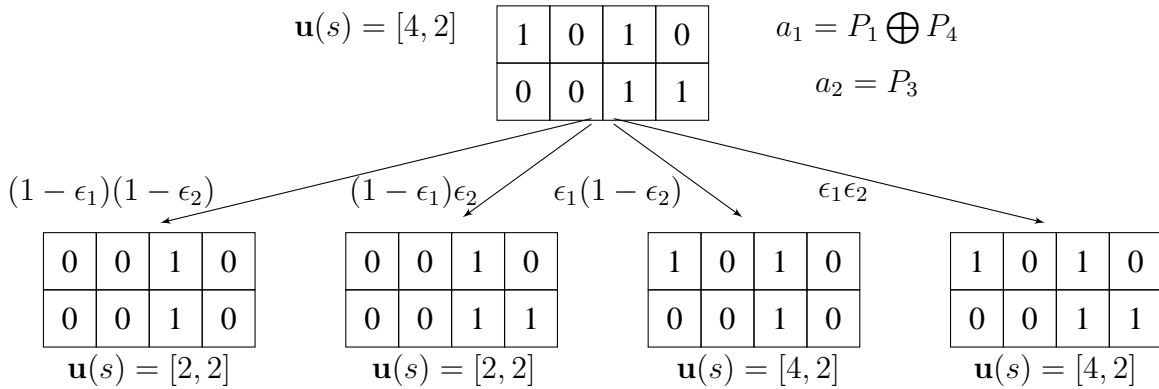 u(s) = [4, 2]
1 0 1 0
0 0 1 1
a₁ = P₁ ⨁ P₄
a₂ = P₃
(1 − ϵ₁)(1 − ϵ₂)
(1 − ϵ₁)ϵ₂
ϵ₁(1 − ϵ₂)
ϵ₁ϵ₂
0 0 1 0
0 0 1 0
u(s) = [2, 2]
0 0 1 0
0 0 1 1
u(s) = [2, 2]
1 0 1 0
0 0 1 0
u(s) = [4, 2]
1 0 1 0
0 0 1 1
u(s) = [4, 2]